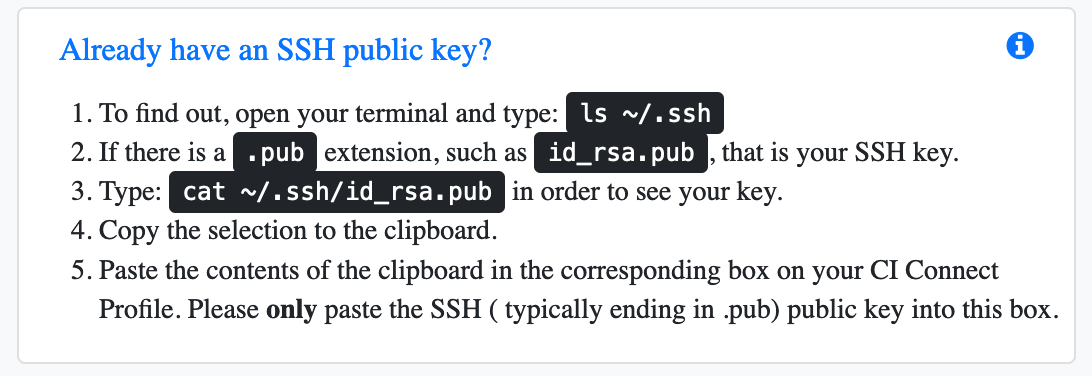 Already have an SSH public key?
1. To find out, open your terminal and type: ls ~/.ssh
2. If there is a .pub extension, such as id_rsa.pub , that is your SSH key.
3. Type: cat ~/.ssh/id_rsa.pub in order to see your key.
4. Copy the selection to the clipboard.
5. Paste the contents of the clipboard in the corresponding box on your CI Connect
Profile. Please only paste the SSH ( typically ending in .pub) public key into this box.